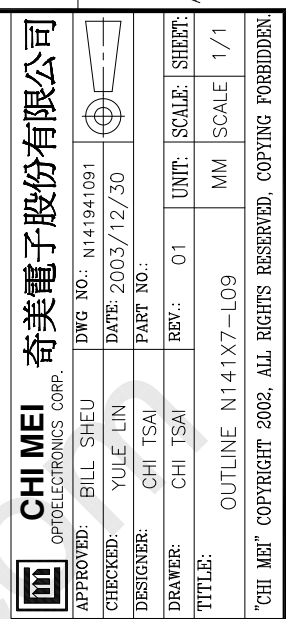 CHI MEI 奇美電子股份有限公司
OPTOELECTRONICS CORP.
APPROVED: BILL SHEU DWG NO.: N141941091
CHECKED: YULE LIN DATE: 2003/12/30
DESIGNER: CHI TSAI PART NO.:
DRAWER: CHI TSAI REV.: 01 UNIT: SCALE: SHEET:
TITLE: OUTLINE N141X7-L09 MM SCALE 1/1
"CHI MEI" COPYRIGHT 2002, ALL RIGHTS RESERVED, COPYING FORBIDDEN.